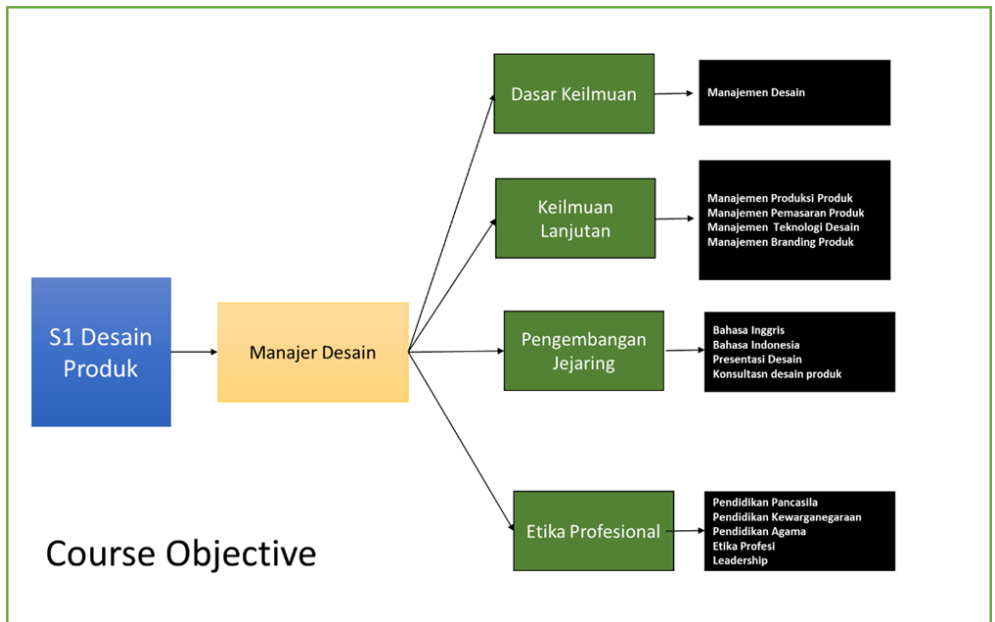 Dasar Keilmuan
Manajemen Desain
Keilmuan
Lanjutan
Manajemen Produksi Produk
Manajemen Pemasaran Produk
Manajemen Teknologi Desain
Manajemen Branding Produk
S1 Desain
Produk
Manajer Desain
Pengembangan
Jejaring
Bahasa Inggris
Bahasa Indonesia
Presentasi Desain
Konsultasn desain produk
Etika Profesional
Pendidikan Pancasila
Pendidikan Kewarganegaraan
Pendidikan Agama
Etika Profesi
Leadership
Course Objective